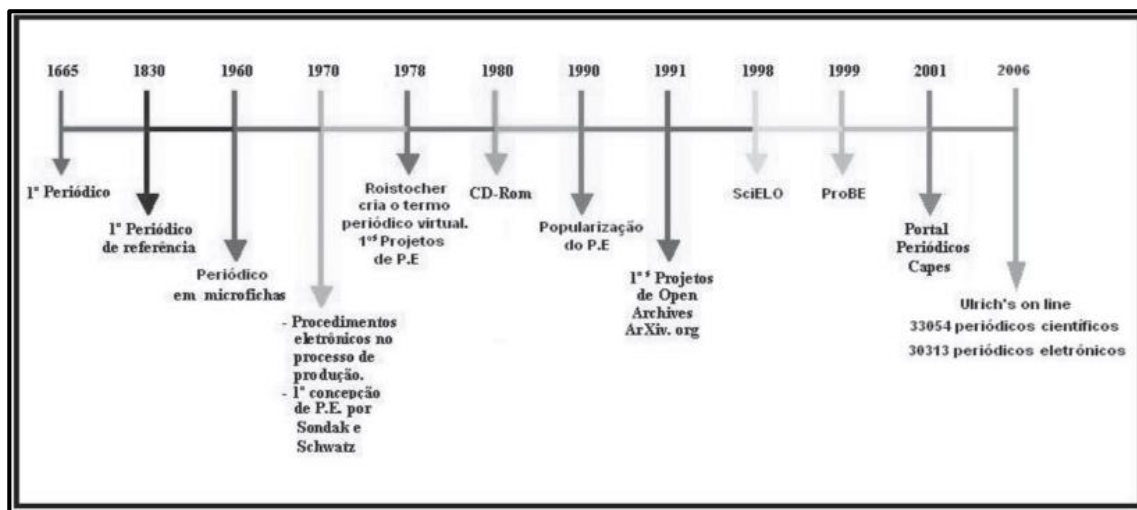 1665 1830 1960 1970 1978 1980 1990 1991 1998 1999 2001 2006
1º Periódico
1º Periódico
de referência
Periódico
em microfichas
- Procedimentos
eletrônicos no
processo de
produção.
- 1ª concepção
de P.E. por
Sondak e
Schwatz
Roistocher
cria o termo
periódico virtual.
1ºˢ Projetos
de P.E
CD-Rom
Popularização
do P.E
1ºˢ Projetos
de Open
Archives
ArXiv. org
SciELO
ProBE
Portal
Periódicos
Capes
Ulrich's on line
33054 periódicos científicos
30313 periódicos eletrónicos